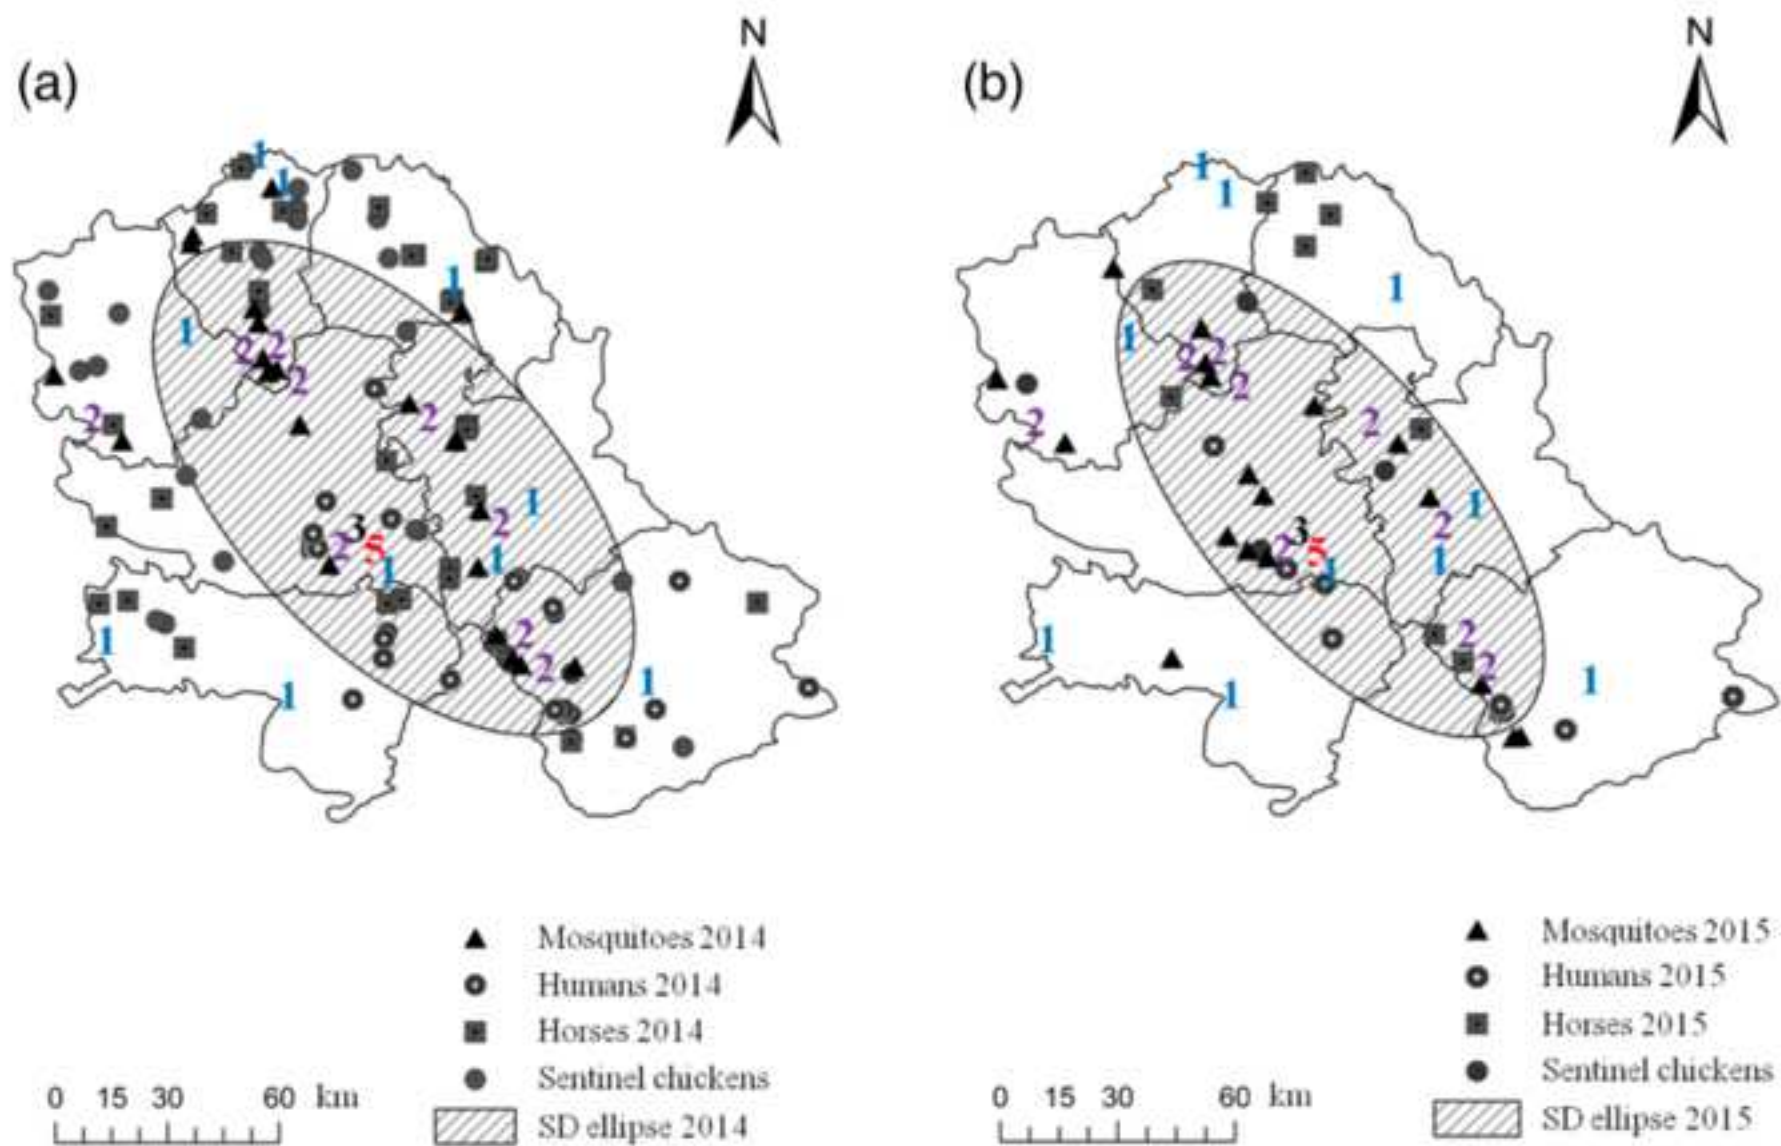 (a)
N
1
1
1
1
2
2
2
2
2
1
3
2
2
5
1
1
2
1
2
1
1
Mosquitoes 2014
Humans 2014
Horses 2014
Sentinel chickens
SD ellipse 2014
0 15 30 60 km
(b)
N
1
1
1
1
2
2
2
2
2
1
3
2
2
5
1
1
2
1
2
1
1
Mosquitoes 2015
Humans 2015
Horses 2015
Sentinel chickens
SD ellipse 2015
0 15 30 60 km